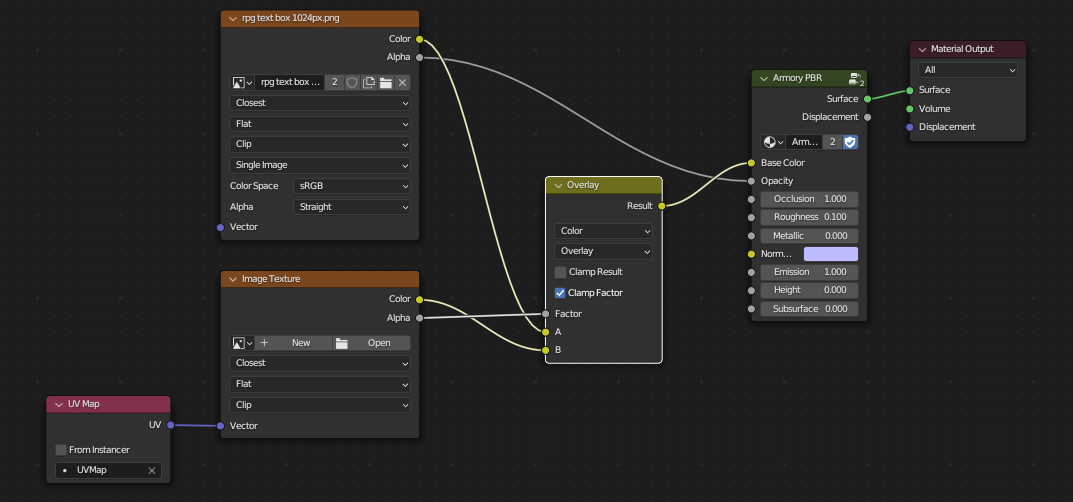 rpg text box 1024px.png
Color
Alpha
rpg text box ...
2
Closest
Flat
Clip
Single Image
Color Space
sRGB
Alpha
Straight
Vector
Image Texture
Color
Alpha
New
Open
Closest
Flat
Clip
Vector
UV Map
UV
From Instancer
UVMap
Overlay
Result
Color
Overlay
Clamp Result
Clamp Factor
Factor
A
B
Armory PBR
2
Surface
Displacement
Arm...
2
Base Color
Opacity
Occlusion 1.000
Roughness 0.100
Metallic 0.000
Norm...
Emission 1.000
Height 0.000
Subsurface 0.000
Material Output
All
Surface
Volume
Displacement